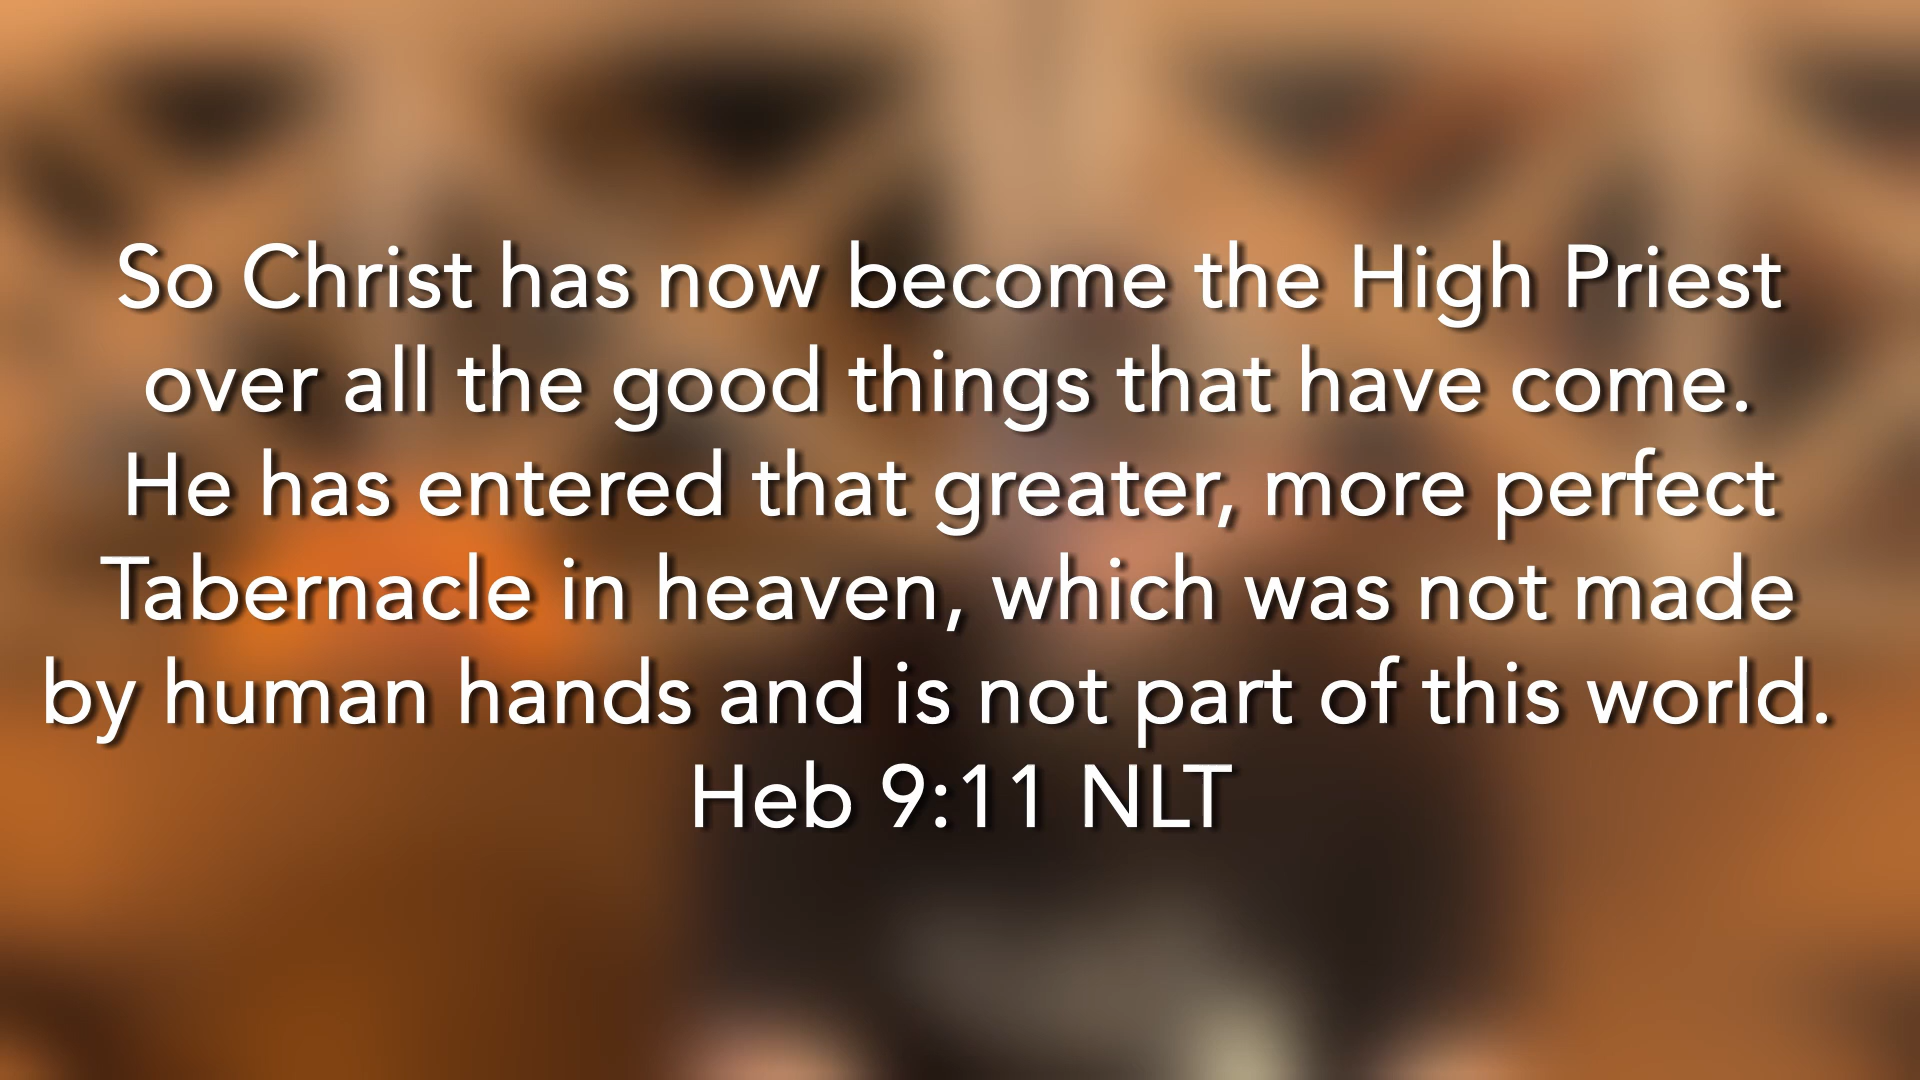 So Christ has now become the High Priest
over all the good things that have come.
He has entered that greater, more perfect
Tabernacle in heaven, which was not made
by human hands and is not part of this world.
Heb 9:11 NLT